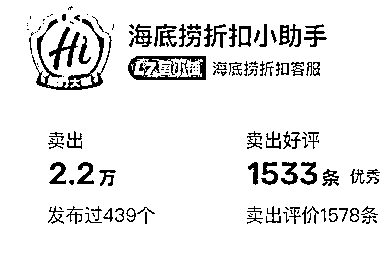 Hi
海底捞折扣小助手
海底捞折扣客服
卖出
卖出好评
2.2万
1533条 优秀
发布过439个
卖出评价1578条